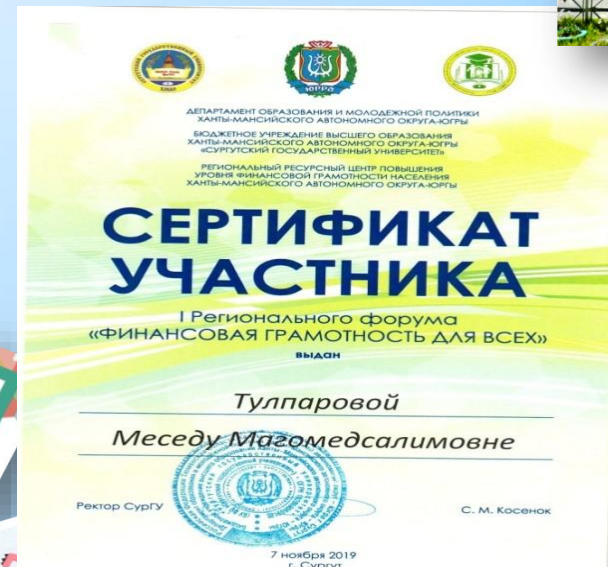 ЮГРА
ДЕПАРТАМЕНТ ОБРАЗОВАНИЯ И МОЛОДЕЖНОЙ ПОЛИТИКИ
ХАНТЫ-МАНСИЙСКОГО АВТОНОМНОГО ОКРУГА-ЮГРЫ
БЮДЖЕТНОЕ УЧРЕЖДЕНИЕ ВЫСШЕГО ОБРАЗОВАНИЯ
ХАНТЫ-МАНСИЙСКОГО АВТОНОМНОГО ОКРУГА-ЮГРЫ
«СУРГУТСКИЙ ГОСУДАРСТВЕННЫЙ УНИВЕРСИТЕТ»
РЕГИОНАЛЬНЫЙ РЕСУРСНЫЙ ЦЕНТР ПОВЫШЕНИЯ
УРОВНЯ ФИНАНСОВОЙ ГРАМОТНОСТИ НАСЕЛЕНИЯ
ХАНТЫ-МАНСИЙСКОГО АВТОНОМНОГО ОКРУГА-ЮРГЫ
СЕРТИФИКАТ
УЧАСТНИКА
I Регионального форума
«ФИНАНСОВАЯ ГРАМОТНОСТЬ ДЛЯ ВСЕХ»
выдан
Тулпаровой
Меседу Магомедсалимовне
Ректор СурГУ
С. М. Косенок
7 ноября 2019
г. Сургут